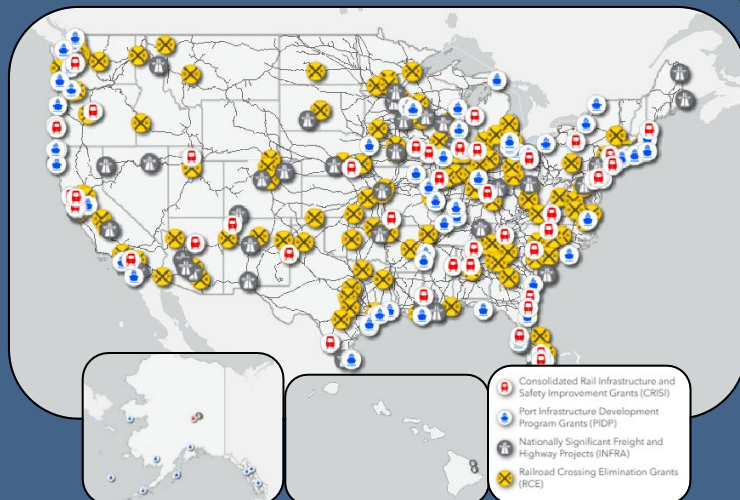 Consolidated Rail Infrastructure and
Safety Improvement Grants (CRISI)
Port Infrastructure Development
Program Grants (PIDP)
Nationally Significant Freight and
Highway Projects (INFRA)
Railroad Crossing Elimination Grants
(RCE)